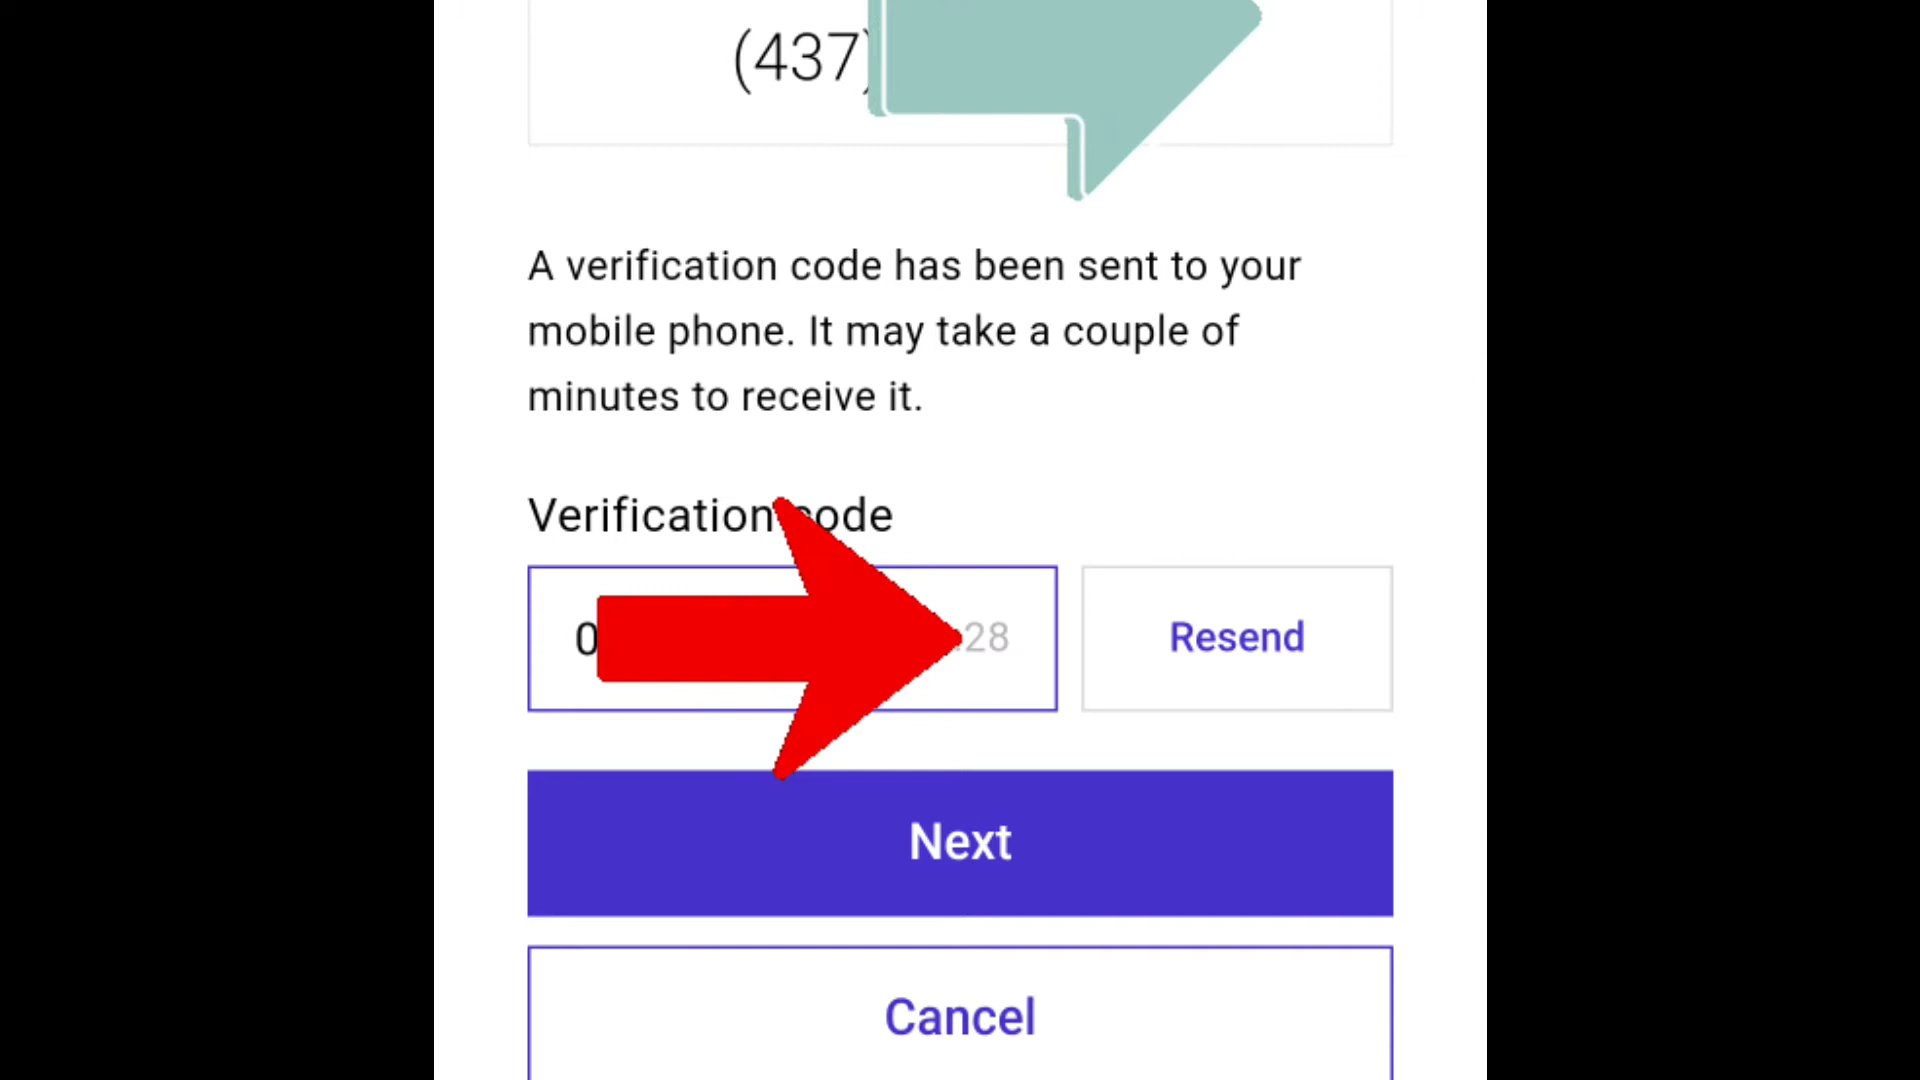 (437)
A verification code has been sent to your
mobile phone. It may take a couple of
minutes to receive it.
Verification code
0 28
Resend
Next
Cancel